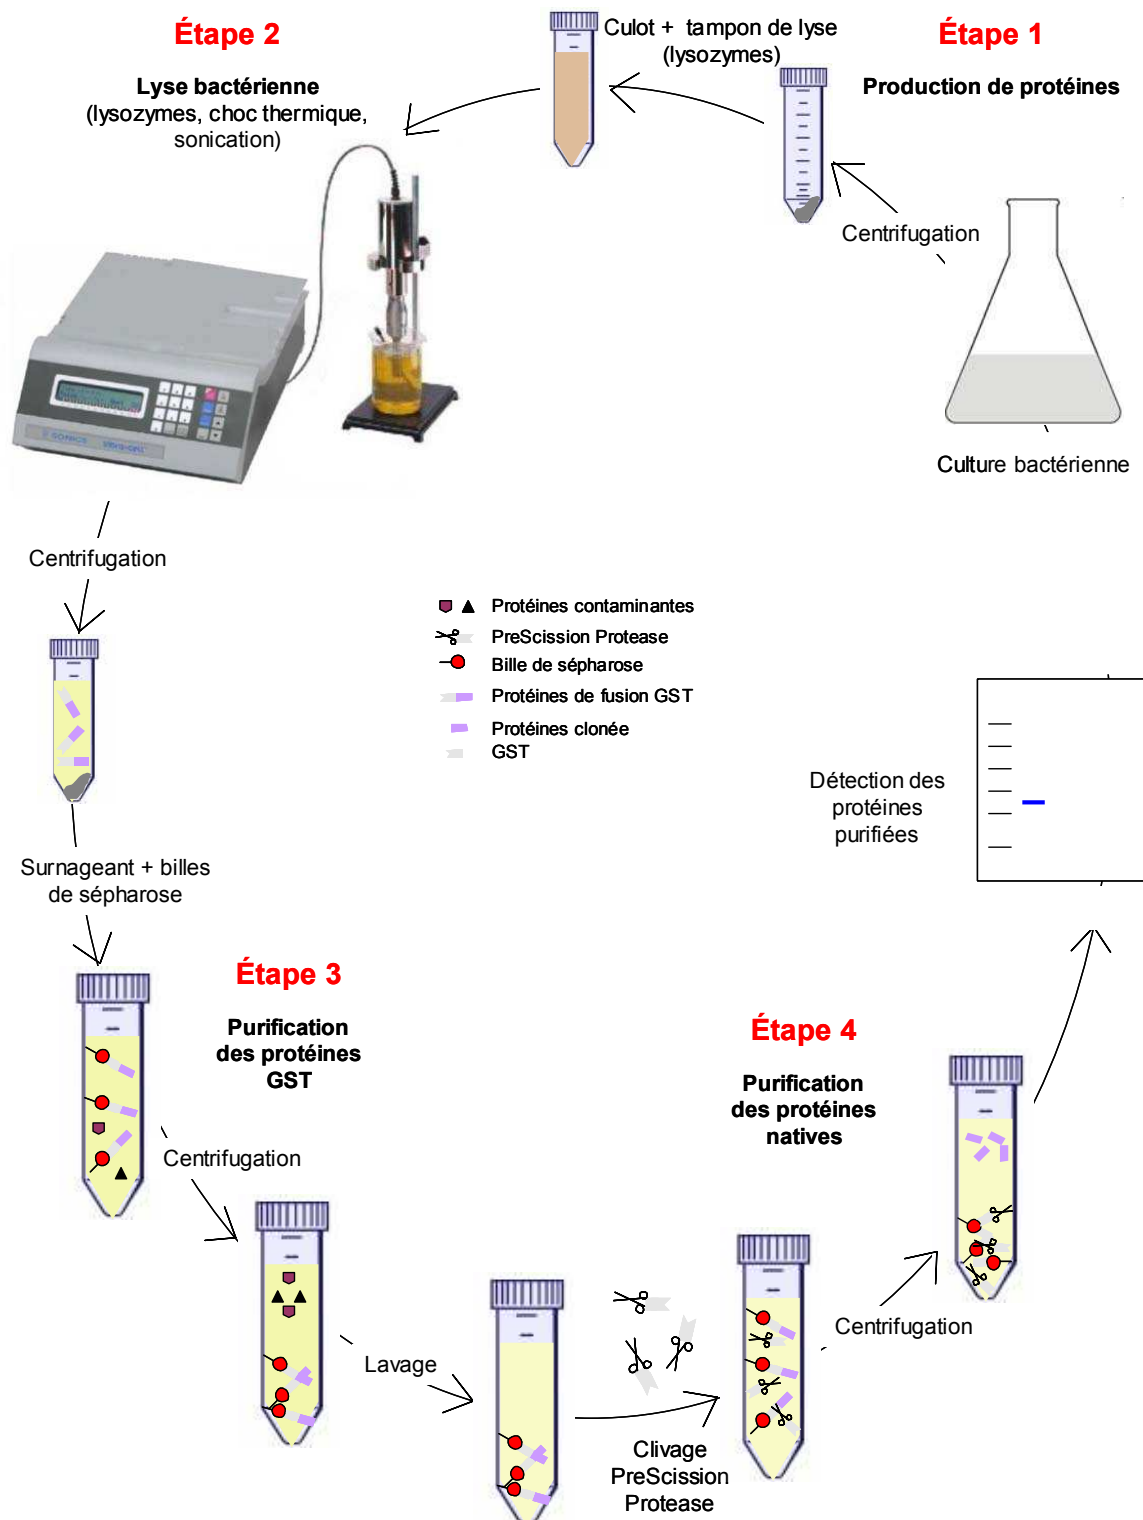 Étape 1
Production de protéines
Culture bactérienne
Centrifugation
Culot + tampon de lyse
(lysozymes)
Étape 2
Lyse bactérienne
(lysozymes, choc thermique,
sonication)
SONICS
Centrifugation
Protéines contaminantes
PreScission Protease
Bille de sépharose
Protéines de fusion GST
Protéines clonée
GST
Surnageant + billes
de sépharose
Étape 3
Purification
des protéines
GST
Centrifugation
Lavage
Clivage
PreScission
Protease
Étape 4
Purification
des protéines
natives
Centrifugation
Détection des
protéines
purifiées